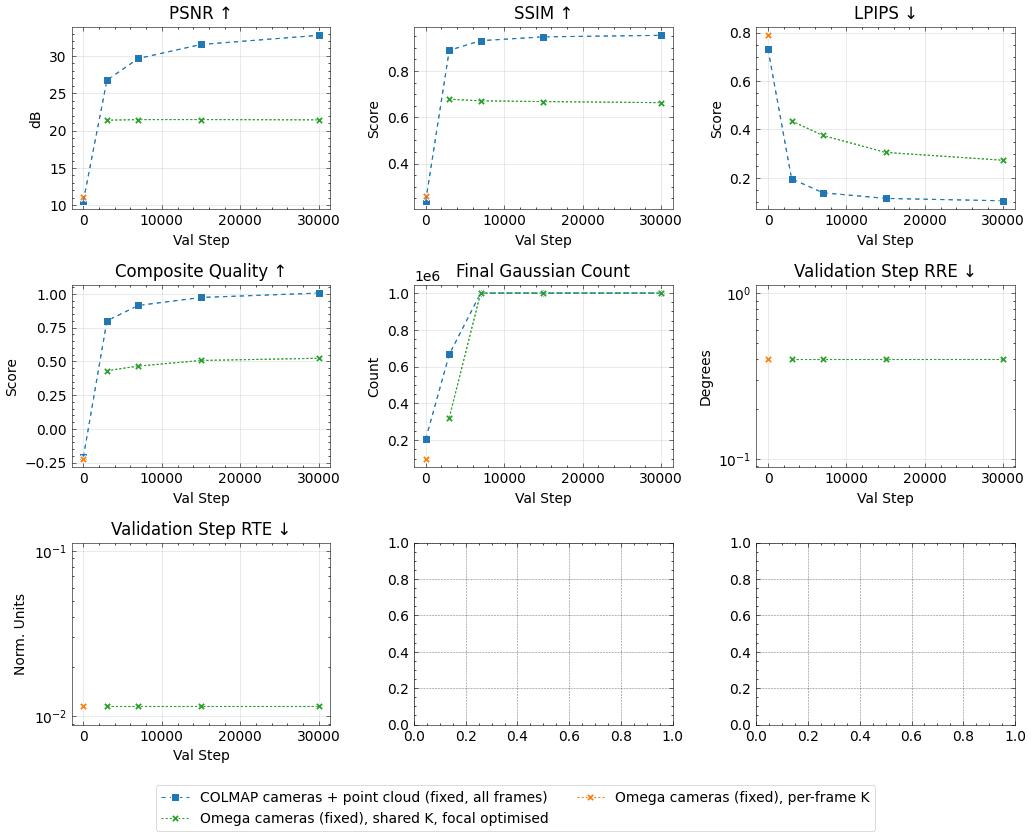 PSNR ↑
SSIM ↑
LPIPS ↓
dB
30
25
20
15
10
0 10000 20000 30000
Val Step
Score
0.8
0.6
0.4
0 10000 20000 30000
Val Step
Score
0.8
0.6
0.4
0.2
0 10000 20000 30000
Val Step
Composite Quality ↑
1e6 Final Gaussian Count
Validation Step RRE ↓
Score
1.00
0.75
0.50
0.25
0.00
−0.25
0 10000 20000 30000
Val Step
Count
1.0
0.8
0.6
0.4
0.2
0 10000 20000 30000
Val Step
Degrees
10⁰
10⁻¹
0 10000 20000 30000
Val Step
Validation Step RTE ↓
Norm. Units
10⁻¹
10⁻²
0 10000 20000 30000
Val Step
1.0
0.8
0.6
0.4
0.2
0.0
0.0 0.2 0.4 0.6 0.8 1.0
1.0
0.8
0.6
0.4
0.2
0.0
0.0 0.2 0.4 0.6 0.8 1.0
COLMAP cameras + point cloud (fixed, all frames)
Omega cameras (fixed), per-frame K
Omega cameras (fixed), shared K, focal optimised